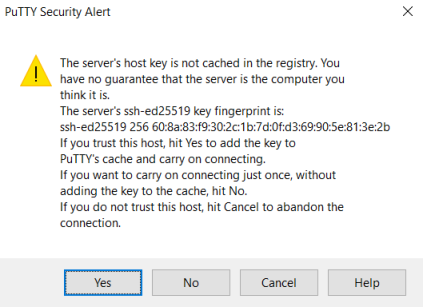 PuTTY Security Alert
The server's host key is not cached in the registry. You
have no guarantee that the server is the computer you
think it is.
The server's ssh-ed25519 key fingerprint is:
ssh-ed25519 256 60:8a:83:f9:30:2c:1b:7d:0f:d3:69:90:5e:81:3e:2b
If you trust this host, hit Yes to add the key to
PuTTY's cache and carry on connecting.
If you want to carry on connecting just once, without
adding the key to the cache, hit No.
If you do not trust this host, hit Cancel to abandon the
connection.
Yes No Cancel Help